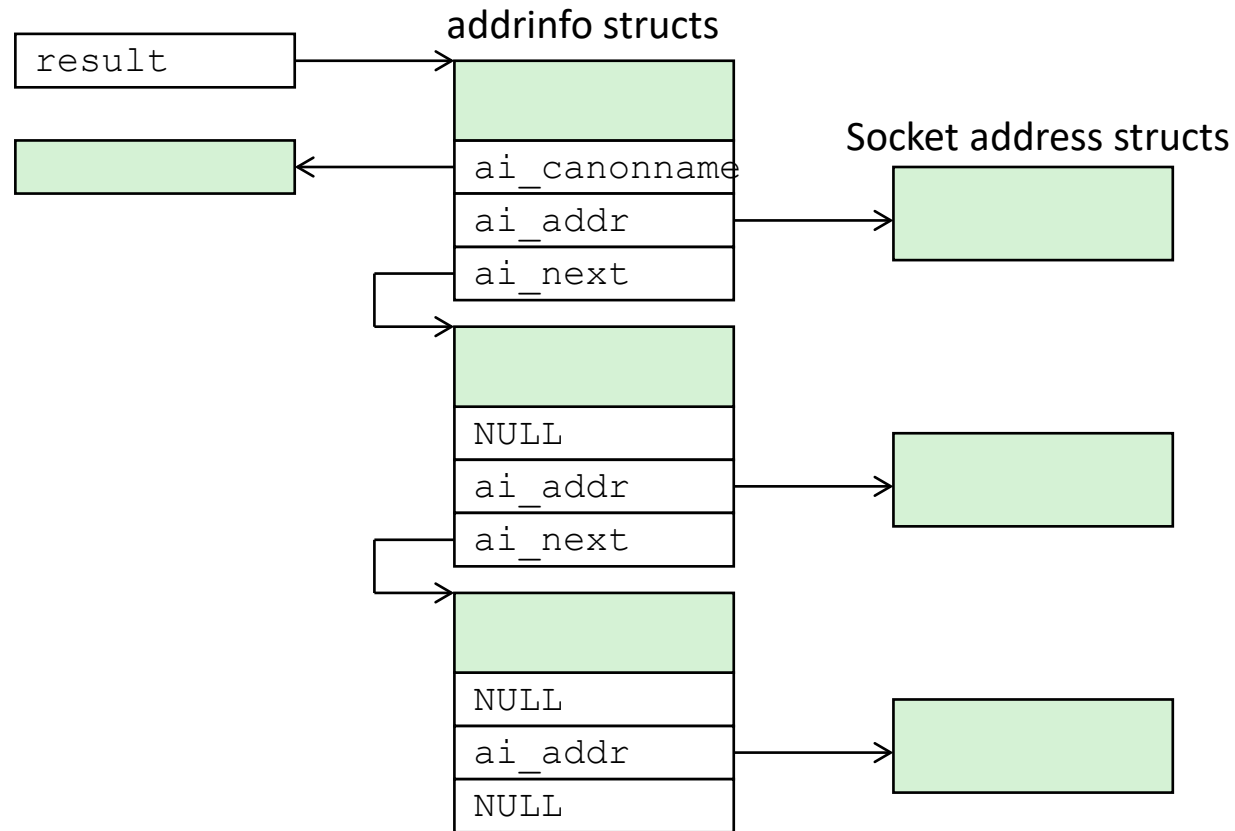 addrinfo structs
result
Socket address structs
ai_canonname
ai_addr
ai_next
NULL
ai_addr
ai_next
NULL
ai_addr
NULL